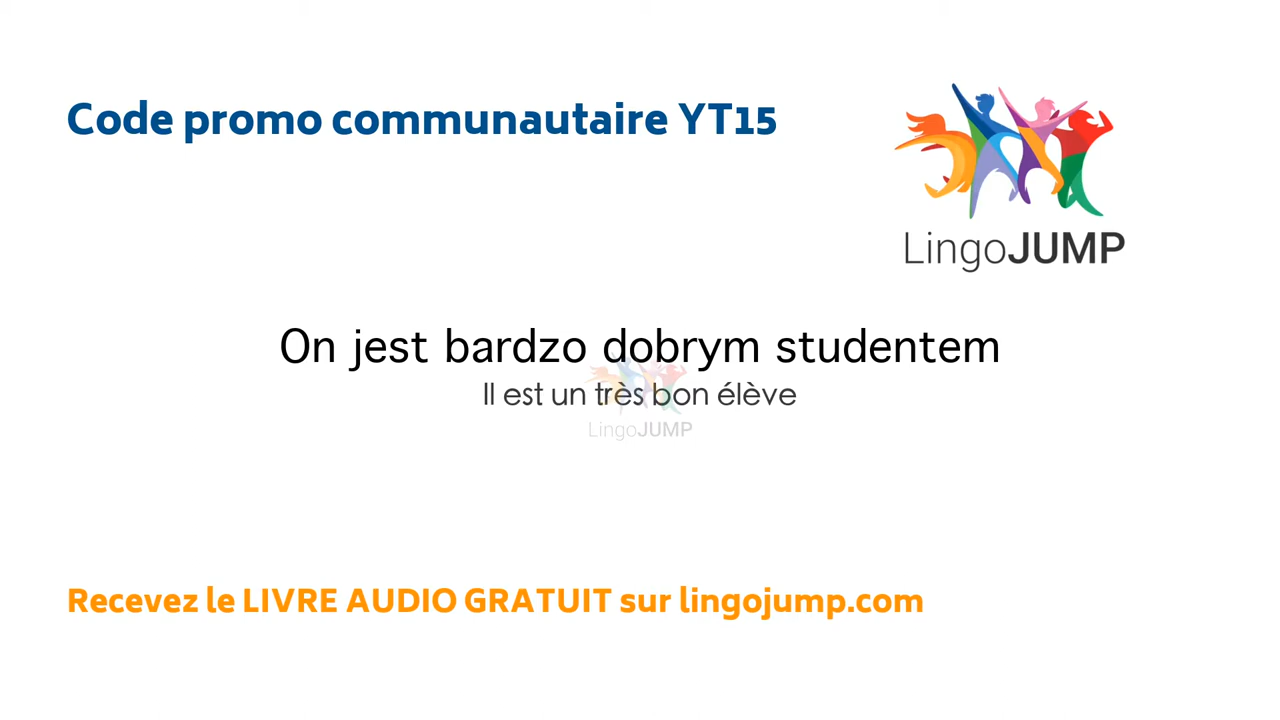 Code promo communautaire YT15
LingoJUMP
On jest bardzo dobrym studentem
Il est un très bon élève
LingoJUMP
Recevez le LIVRE AUDIO GRATUIT sur lingojump.com